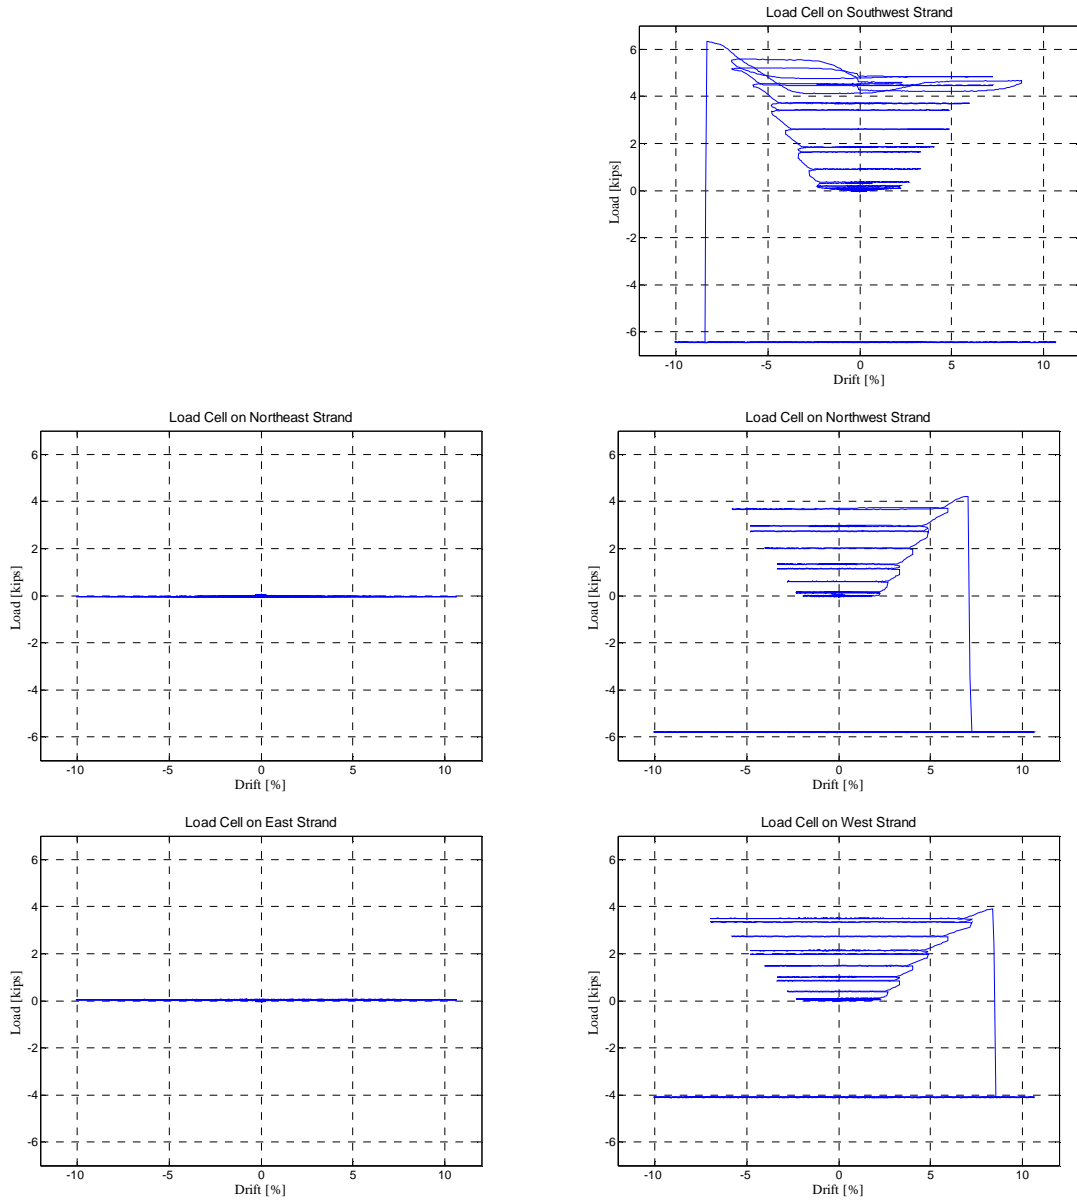 Load Cell on Southwest Strand
6
4
2
0
-2
-4
-6
Load [kips]
-10 -5 0 5 10
Drift [%]
Load Cell on Northeast Strand
6
4
2
0
-2
-4
-6
Load [kips]
-10 -5 0 5 10
Drift [%]
Load Cell on Northwest Strand
6
4
2
0
-2
-4
-6
Load [kips]
-10 -5 0 5 10
Drift [%]
Load Cell on East Strand
6
4
2
0
-2
-4
-6
Load [kips]
-10 -5 0 5 10
Drift [%]
Load Cell on West Strand
6
4
2
0
-2
-4
-6
Load [kips]
-10 -5 0 5 10
Drift [%]